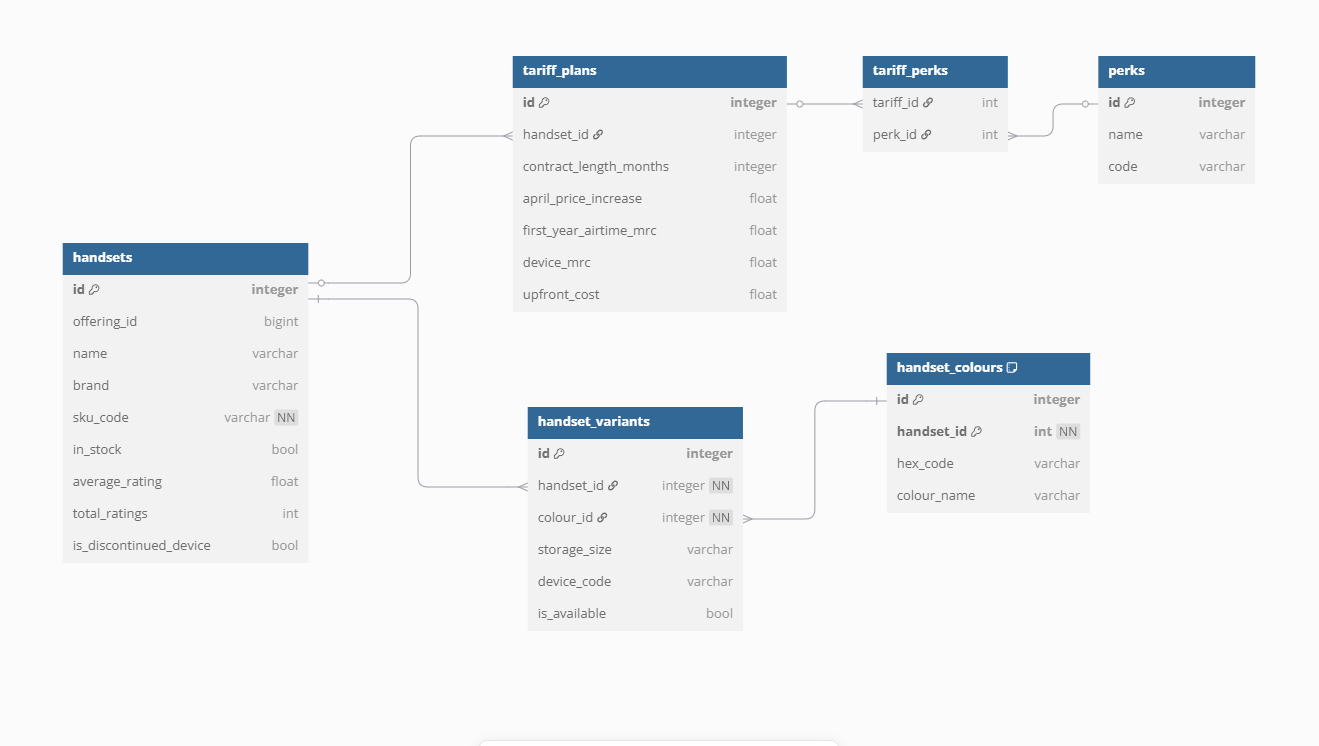 tariff_plans
id integer
handset_id integer
contract_length_months integer
april_price_increase float
first_year_airtime_mrc float
device_mrc float
upfront_cost float
tariff_perks
tariff_id int
perk_id int
perks
id integer
name varchar
code varchar
handsets
id integer
offering_id bigint
name varchar
brand varchar
sku_code varchar NN
in_stock bool
average_rating float
total_ratings int
is_discontinued_device bool
handset_variants
id integer
handset_id integer NN
colour_id integer NN
storage_size varchar
device_code varchar
is_available bool
handset_colours
id integer
handset_id int NN
hex_code varchar
colour_name varchar